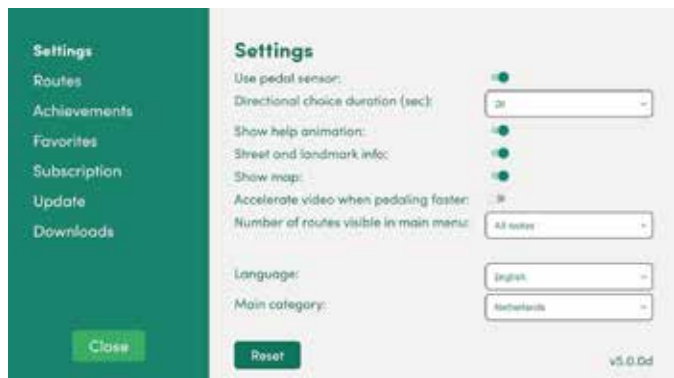 Settings
Routes
Achievements
Favorites
Subscription
Update
Downloads
Close
Settings
Use pedal sensor:
Directional choice duration (sec):
20
Show help animation:
Street and landmark info:
Show map:
Accelerate video when pedaling faster:
Number of routes visible in main menu:
All routes
Language:
English
Main category:
Netherlands
Reset
v5.0.0d